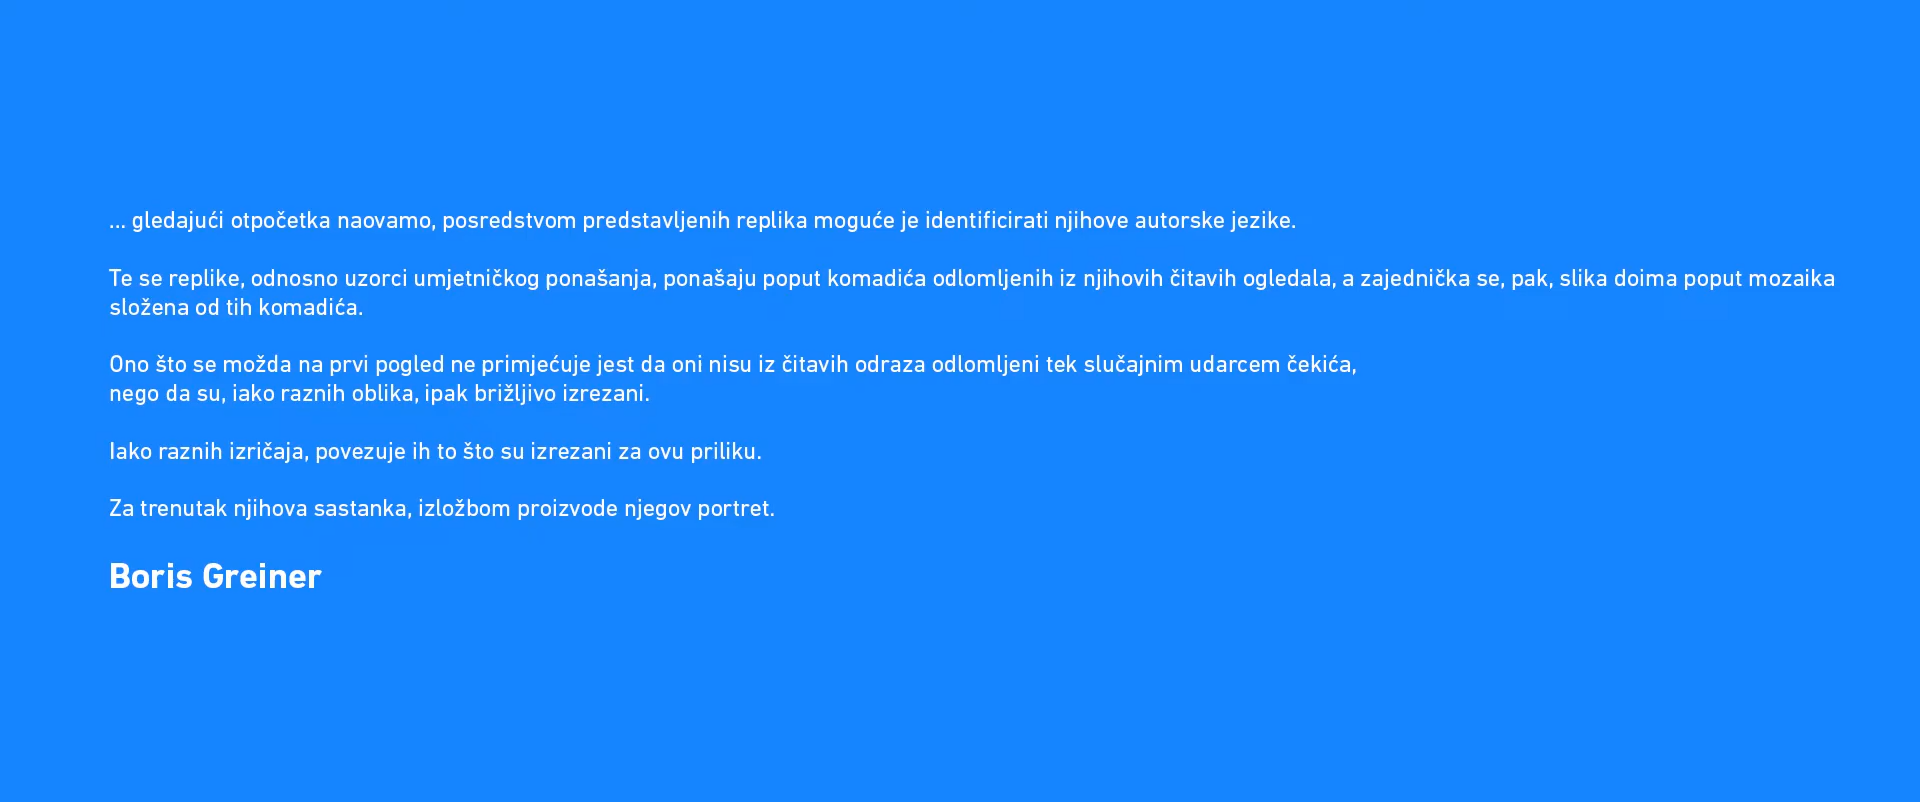 ... gledajući otpočetka naovamo, posredstvom predstavljenih replika moguće je identificirati njihove autorske jezike.
Te se replike, odnosno uzorci umjetničkog ponašanja, ponašaju poput komadića odlomljenih iz njihovih čitavih ogledala, a zajednička se, pak, slika doima poput mozaika
složena od tih komadića.
Ono što se možda na prvi pogled ne primjećuje jest da oni nisu iz čitavih odraza odlomljeni tek slučajnim udarcem čekića,
nego da su, iako raznih oblika, ipak brižljivo izrezani.
Iako raznih izričaja, povezuje ih to što su izrezani za ovu priliku.
Za trenutak njihova sastanka, izložbom proizvode njegov portret.
Boris Greiner